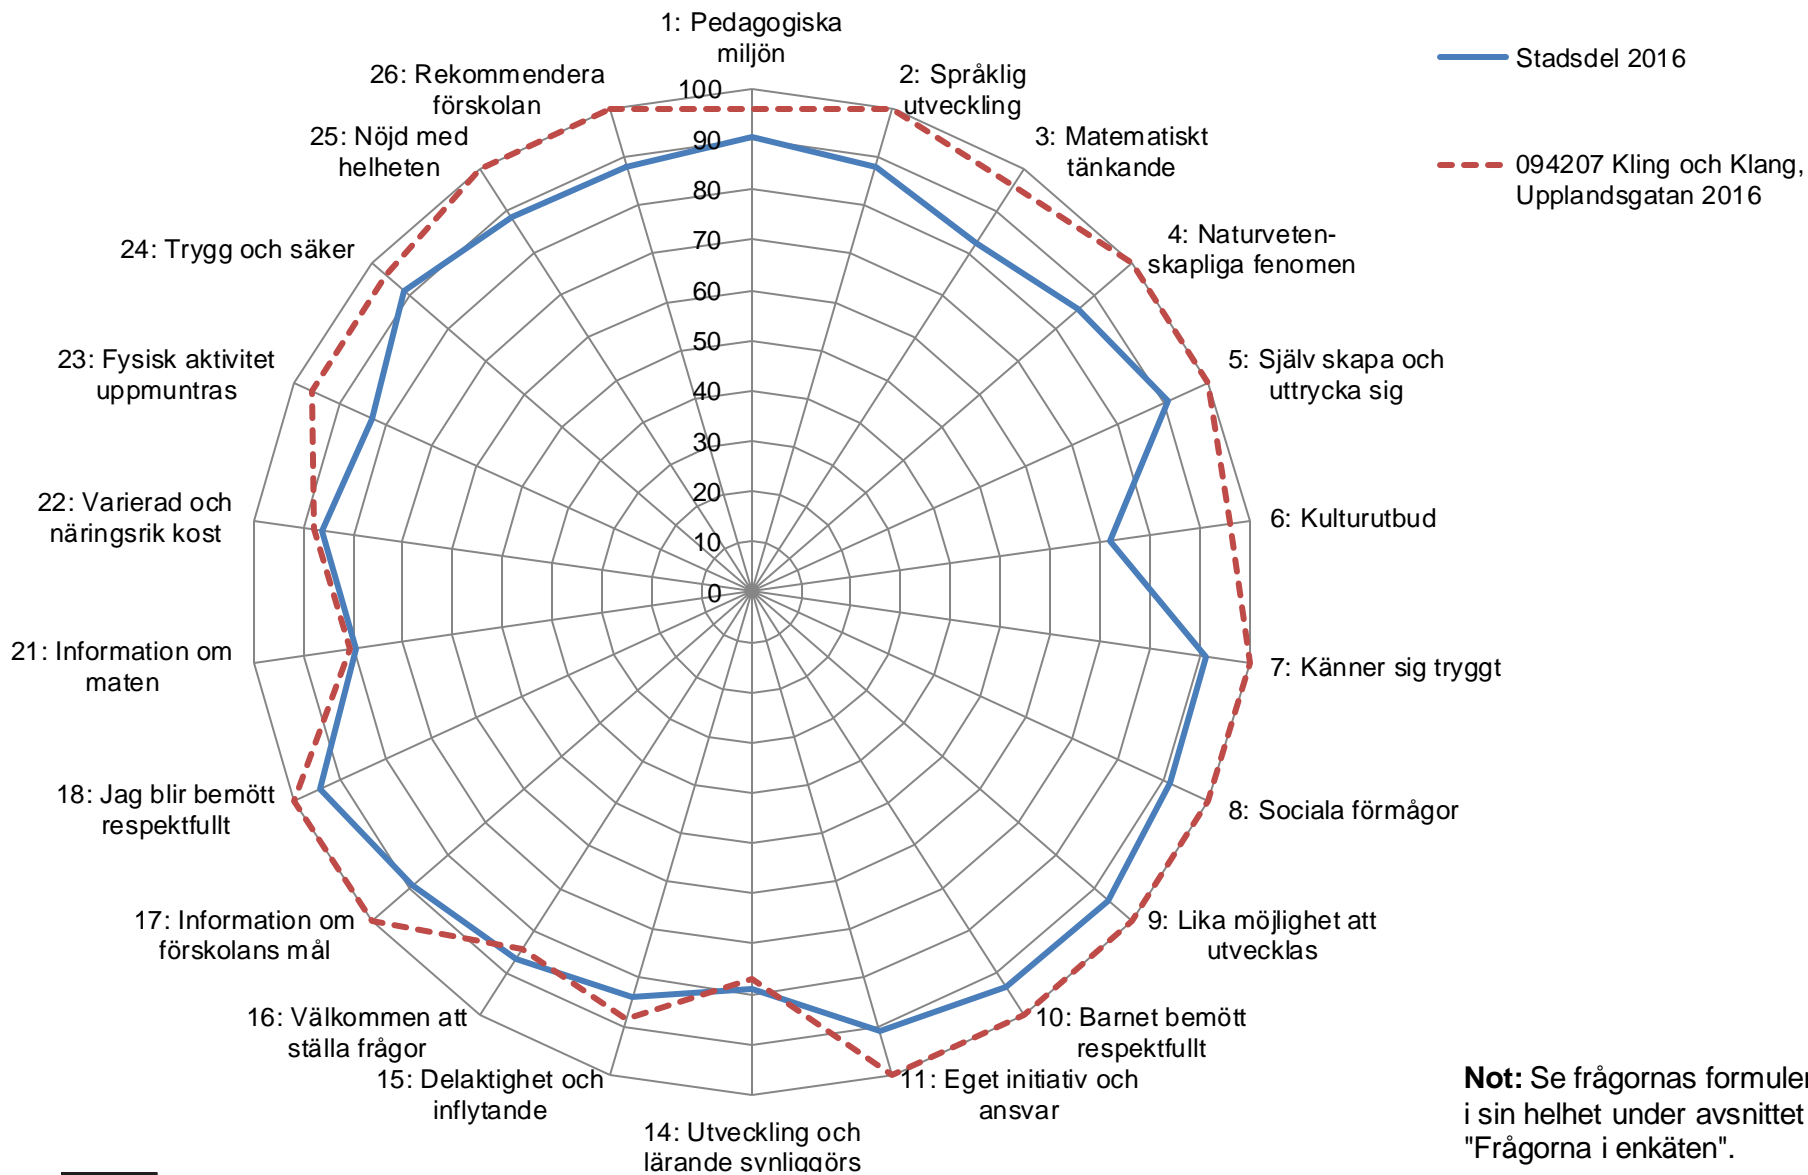 1: Pedagogiska
miljön
2: Språklig
utveckling
3: Matematiskt
tänkande
4: Naturveten-
skapliga fenomen
5: Själv skapa och
uttrycka sig
6: Kulturutbud
7: Känner sig tryggt
8: Sociala förmågor
9: Lika möjlighet att
utvecklas
10: Barnet bemött
respektfullt
11: Eget initiativ och
ansvar
14: Utveckling och
lärande synliggörs
15: Delaktighet och
inflytande
16: Välkommen att
ställa frågor
17: Information om
förskolans mål
18: Jag blir bemött
respektfullt
21: Information om
maten
22: Varierad och
näringsrik kost
23: Fysisk aktivitet
uppmuntras
24: Trygg och säker
25: Nöjd med
helheten
26: Rekommendera
förskolan
100
90
80
70
60
50
40
30
20
10
0
Stadsdel 2016
094207 Kling och Klang,
Upplandsgatan 2016
Not: Se frågornas formuler
i sin helhet under avsnittet
"Frågorna i enkäten".